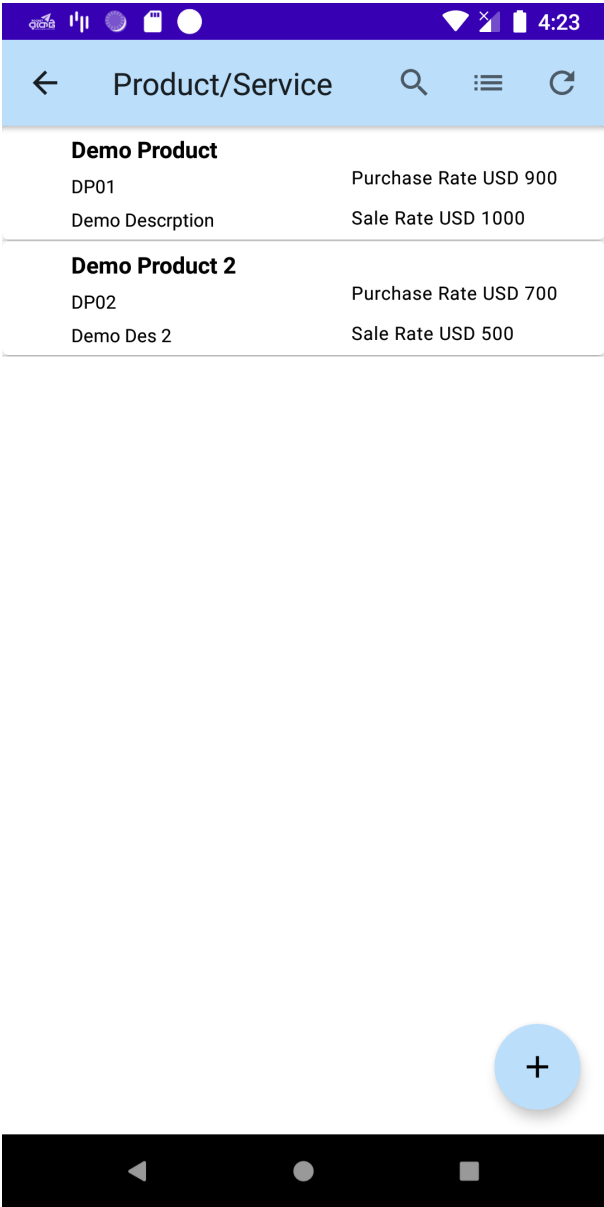 4:23
Product/Service
Demo Product
DP01
Purchase Rate USD 900
Demo Descrption
Sale Rate USD 1000
Demo Product 2
DP02
Purchase Rate USD 700
Demo Des 2
Sale Rate USD 500